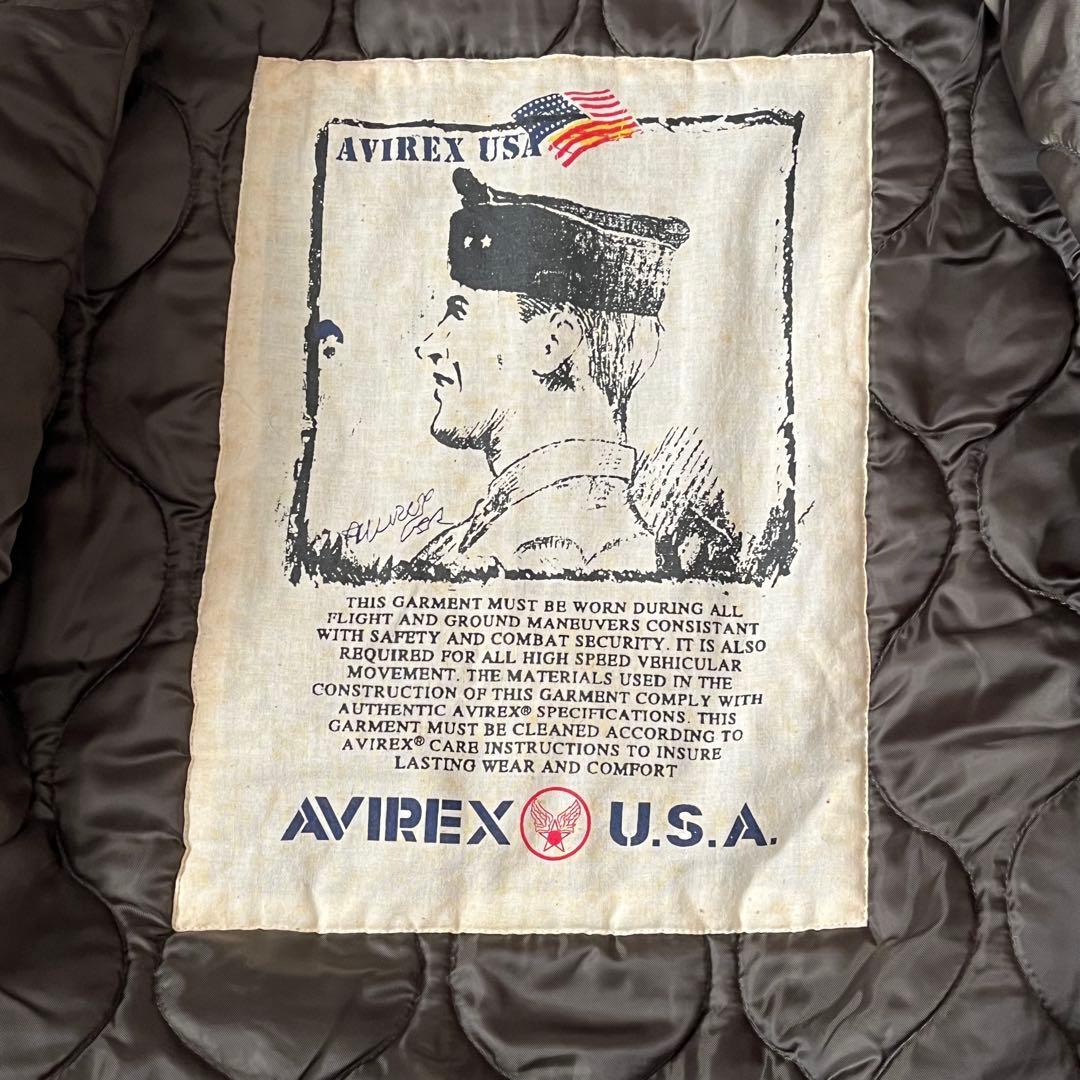 AVIREX USA
AVIREX
THIS GARMENT MUST BE WORN DURING ALL
FLIGHT AND GROUND MANEUVERS CONSISTANT
WITH SAFETY AND COMBAT SECURITY. IT IS ALSO
REQUIRED FOR ALL HIGH SPEED VEHICULAR
MOVEMENT. THE MATERIALS USED IN THE
CONSTRUCTION OF THIS GARMENT COMPLY WITH
AUTHENTIC AVIREX® SPECIFICATIONS. THIS
GARMENT MUST BE CLEANED ACCORDING TO
AVIREX® CARE INSTRUCTIONS TO INSURE
LASTING WEAR AND COMFORT
AVIREX U.S.A.